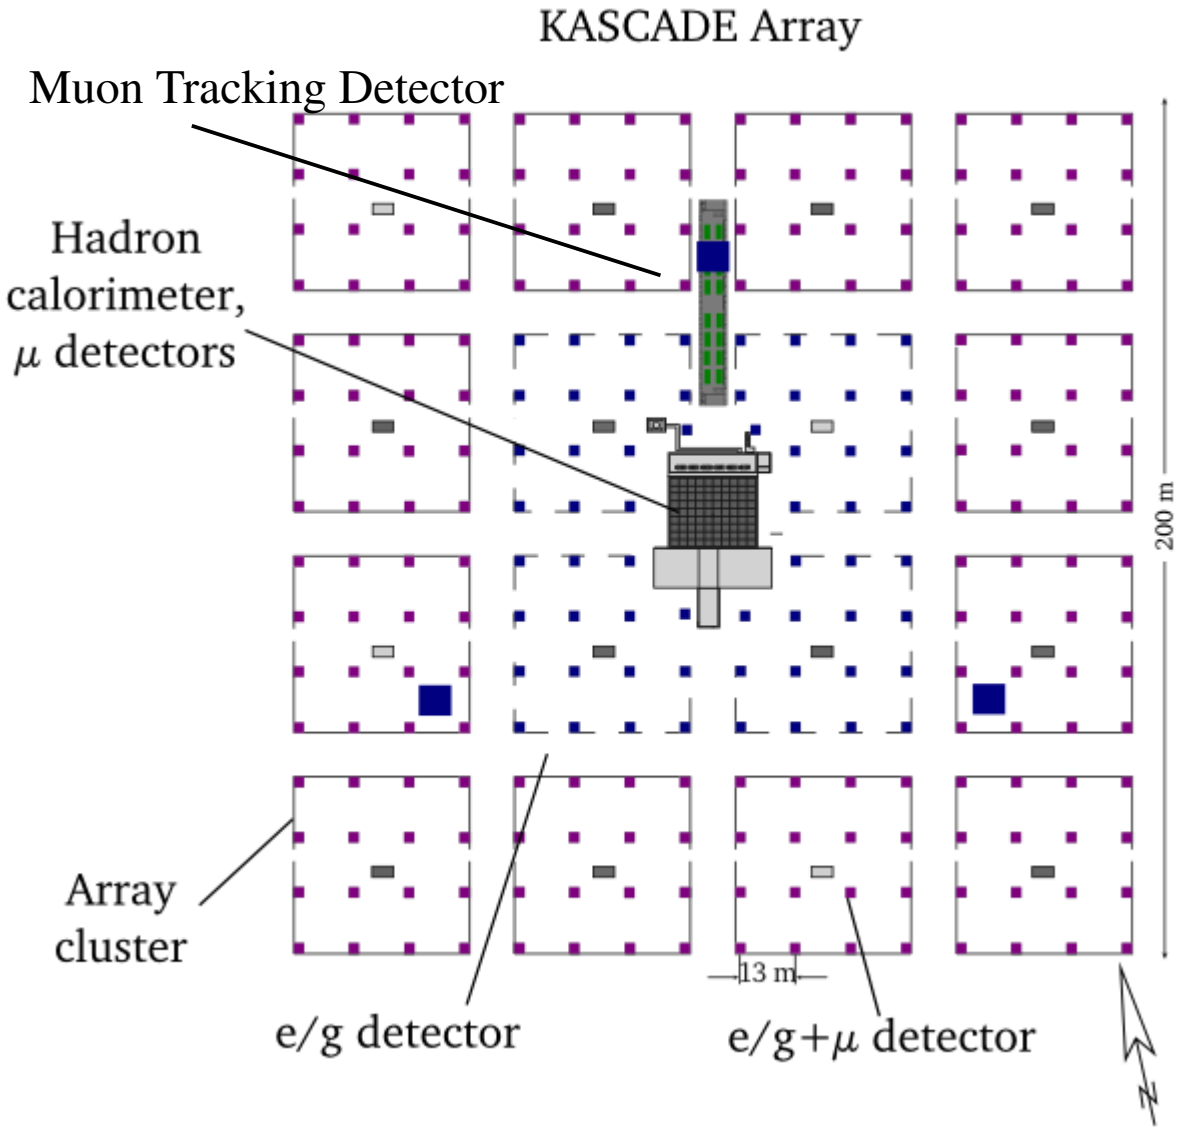 KASCADE Array
Muon Tracking Detector
Hadron
calorimeter,
μ detectors
200 m
Array
cluster
13 m
e/g detector
e/g+μ detector
N